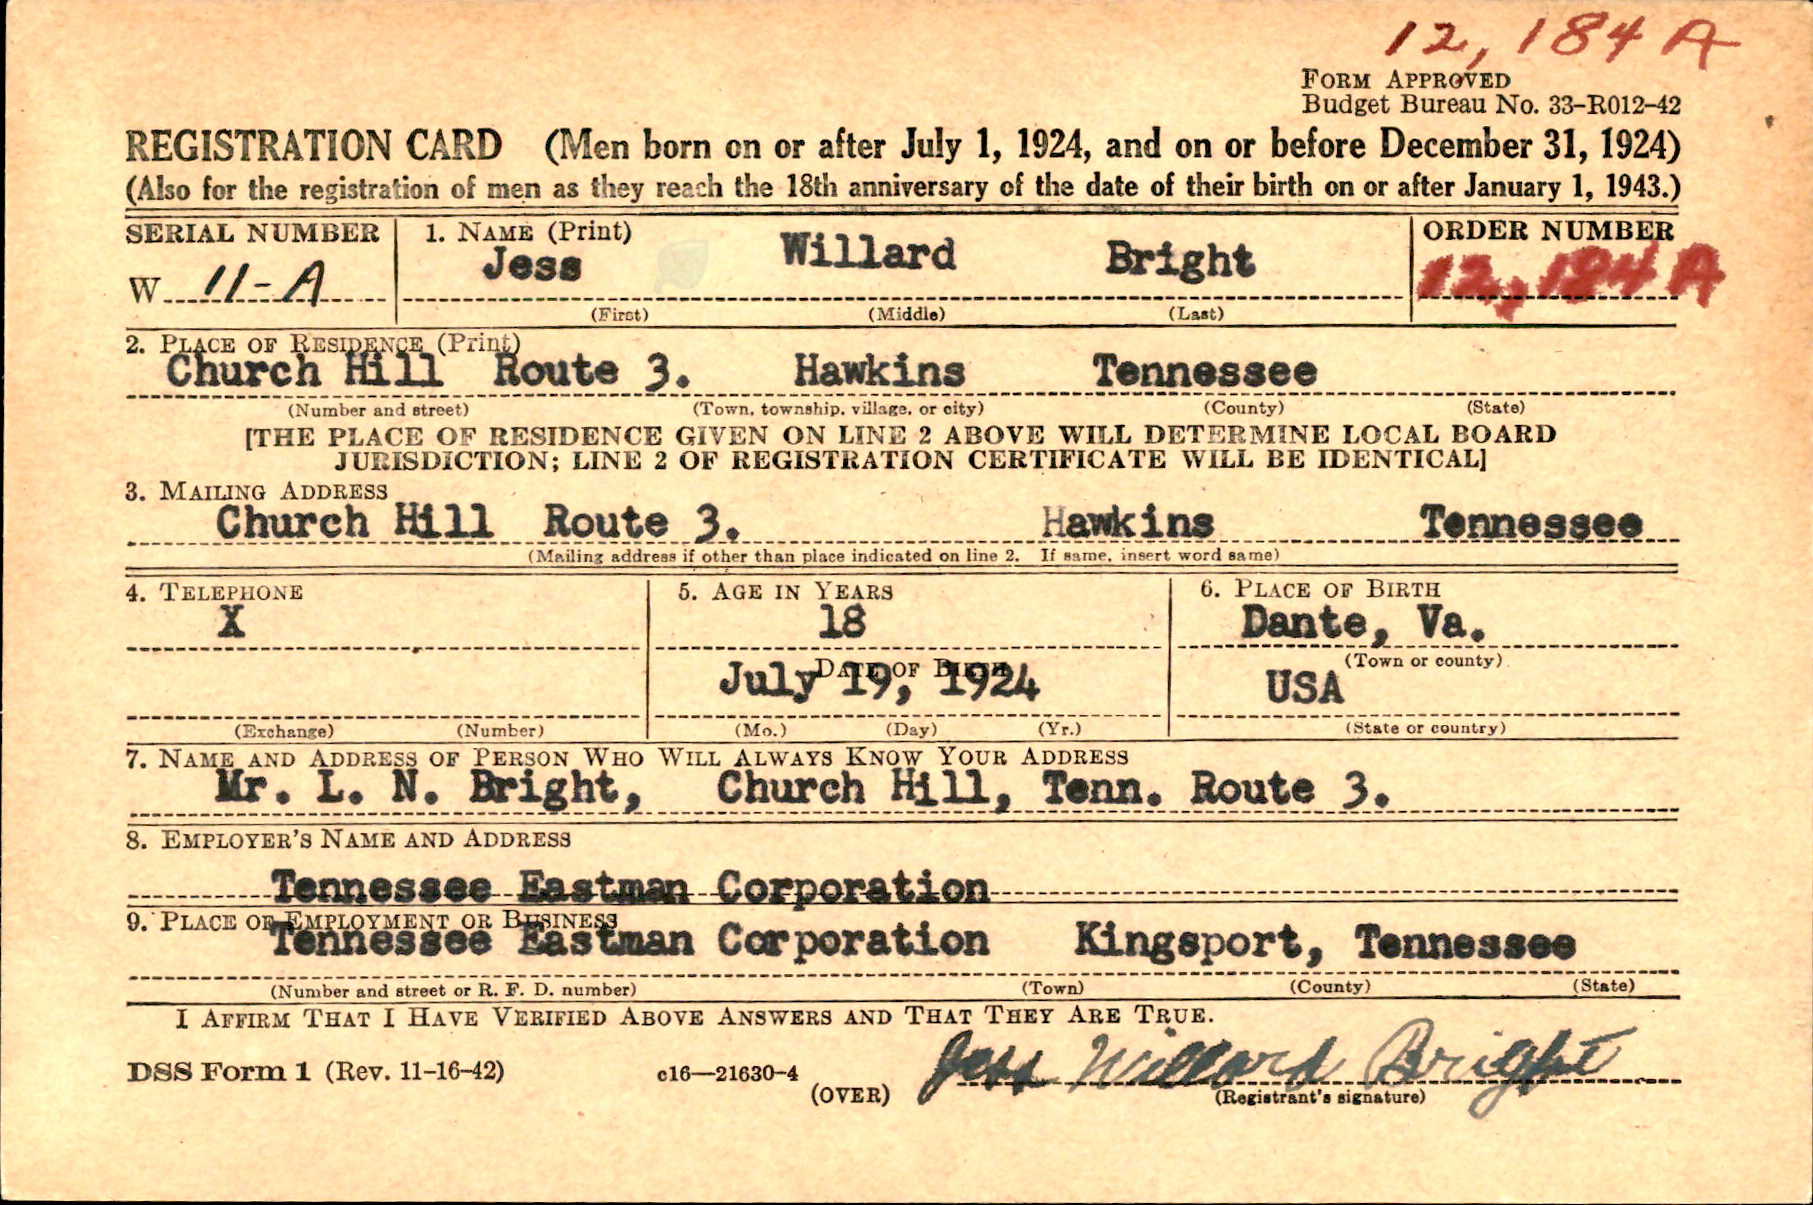 12,184 A
FORM APPROVED
Budget Bureau No. 33-R012-42
REGISTRATION CARD (Men born on or after July 1, 1924, and on or before December 31, 1924)
(Also for the registration of men as they reach the 18th anniversary of the date of their birth on or after January 1, 1943.)
SERIAL NUMBER 1. NAME (Print) ORDER NUMBER
W 11-A Jess Willard Bright 12,184 A
(First) (Middle) (Last)
2. PLACE OF RESIDENCE (Print)
Church Hill Route 3. Hawkins Tennessee
(Number and street) (Town, township, village, or city) (County) (State)
[THE PLACE OF RESIDENCE GIVEN ON LINE 2 ABOVE WILL DETERMINE LOCAL BOARD
JURISDICTION; LINE 2 OF REGISTRATION CERTIFICATE WILL BE IDENTICAL]
3. MAILING ADDRESS
Church Hill Route 3. Hawkins Tennessee
(Mailing address if other than place indicated on line 2. If same, insert word same)
4. TELEPHONE 5. AGE IN YEARS 6. PLACE OF BIRTH
X 18 Dante, Va.
DATE OF BIRTH (Town or county)
July 19, 1924 USA
(Exchange) (Number) (Mo.) (Day) (Yr.) (State or country)
7. NAME AND ADDRESS OF PERSON WHO WILL ALWAYS KNOW YOUR ADDRESS
Mr. L. N. Bright, Church Hill, Tenn. Route 3.
8. EMPLOYER'S NAME AND ADDRESS
Tennessee Eastman Corporation
9. PLACE OF EMPLOYMENT OR BUSINESS
Tennessee Eastman Corporation Kingsport, Tennessee
(Number and street or R. F. D. number) (Town) (County) (State)
I AFFIRM THAT I HAVE VERIFIED ABOVE ANSWERS AND THAT THEY ARE TRUE.
DSS Form 1 (Rev. 11-16-42) c16—21630-4 Jess Willard Bright
(OVER) (Registrant's signature)